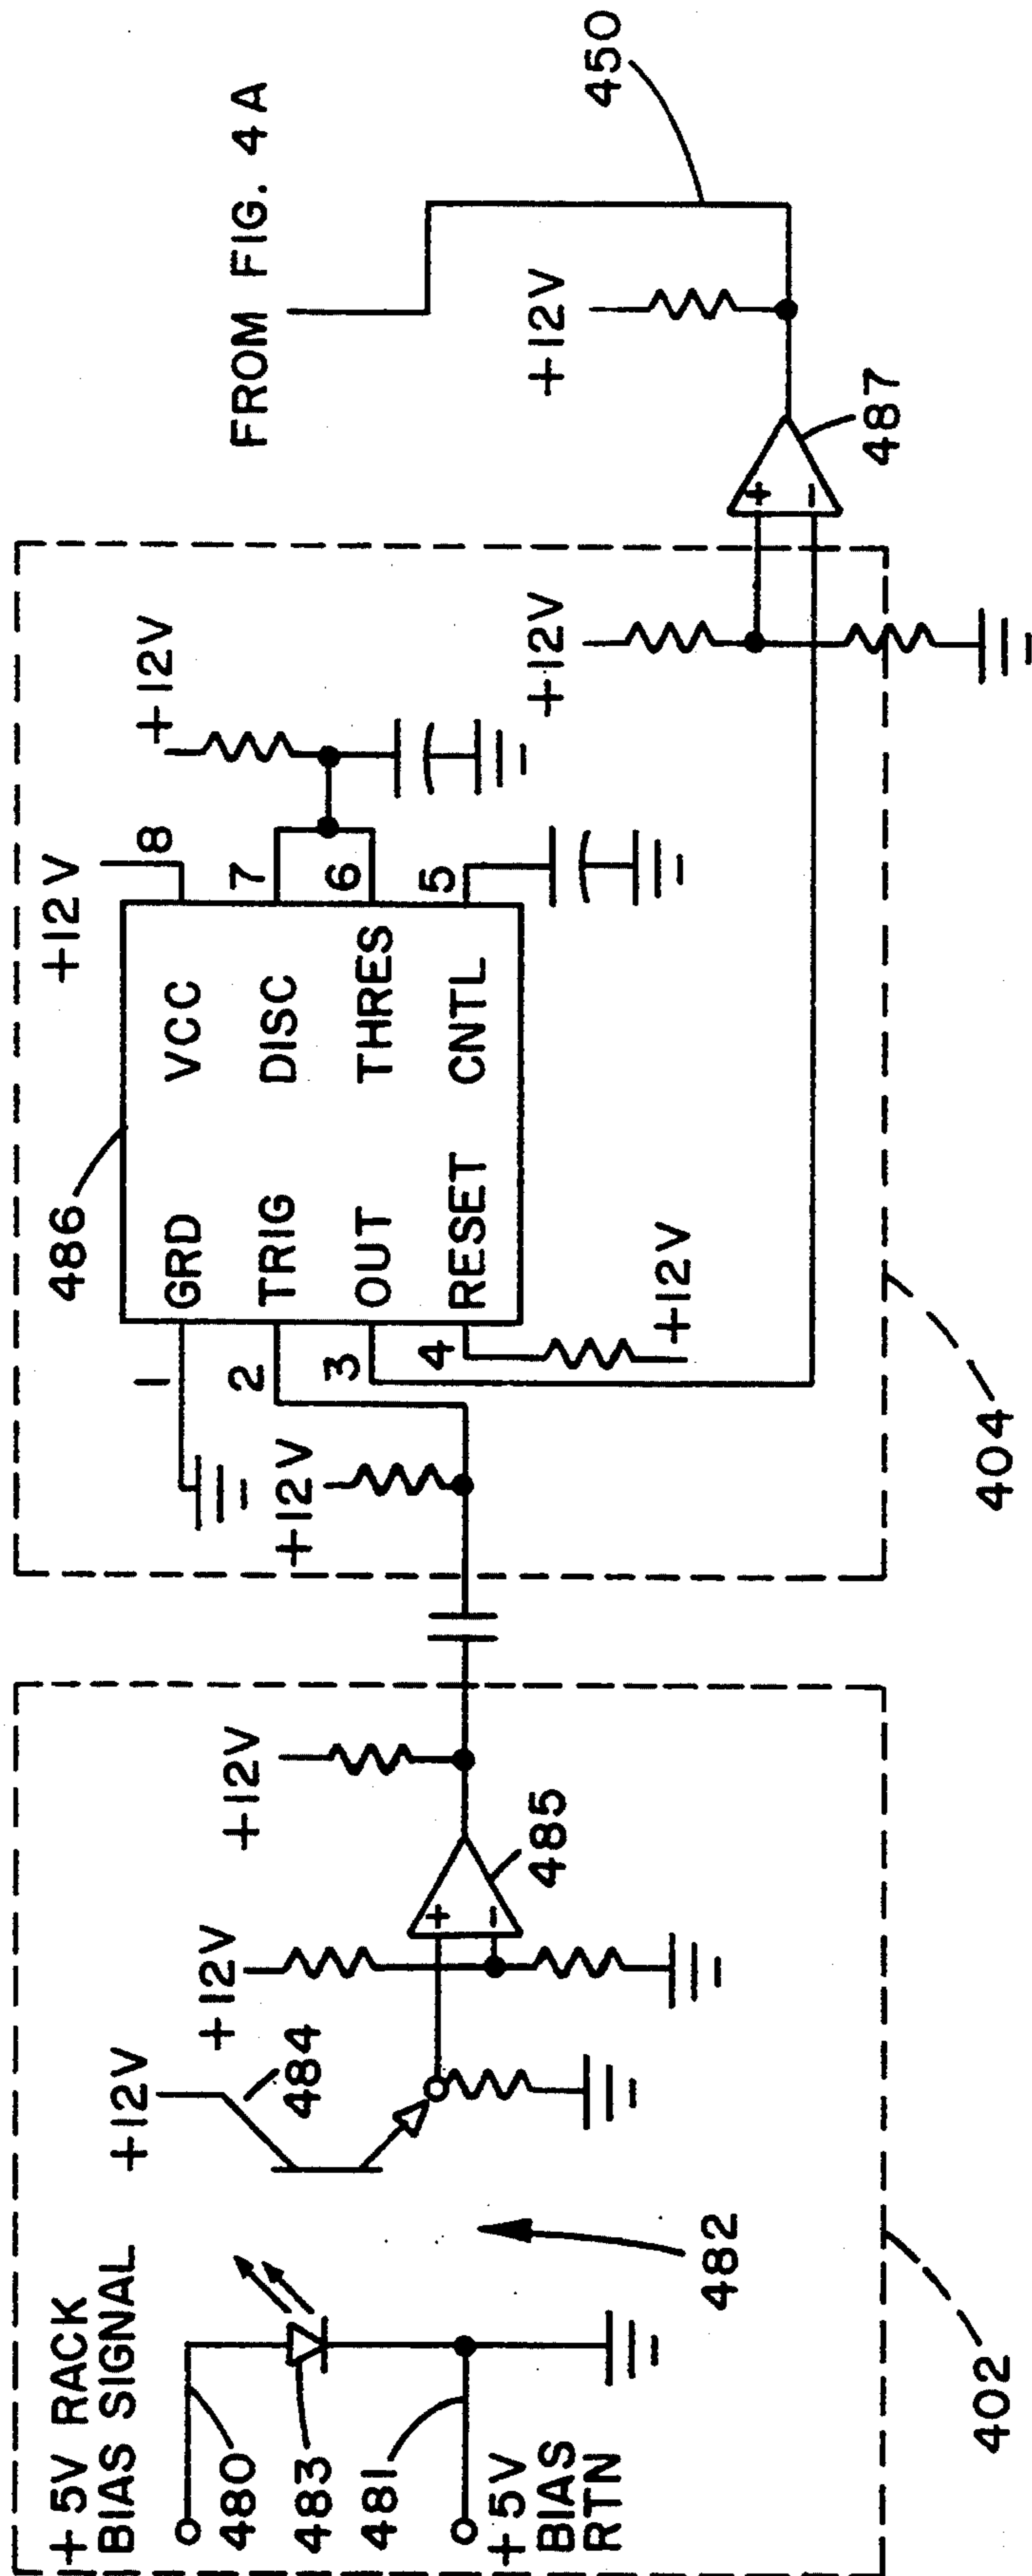 +5V RACK
BIAS SIGNAL
480
483
481
+5V
BIAS
RTN
482
402
+12V
484
+12V
+
-
485
+12V
+12V
486
1
GRD
VCC
8
+12V
2
TRIG
DISC
7
+12V
3
OUT
THRES
6
4
RESET
CNTL
5
+12V
404
+12V
+
-
487
+12V
FROM FIG. 4A
450